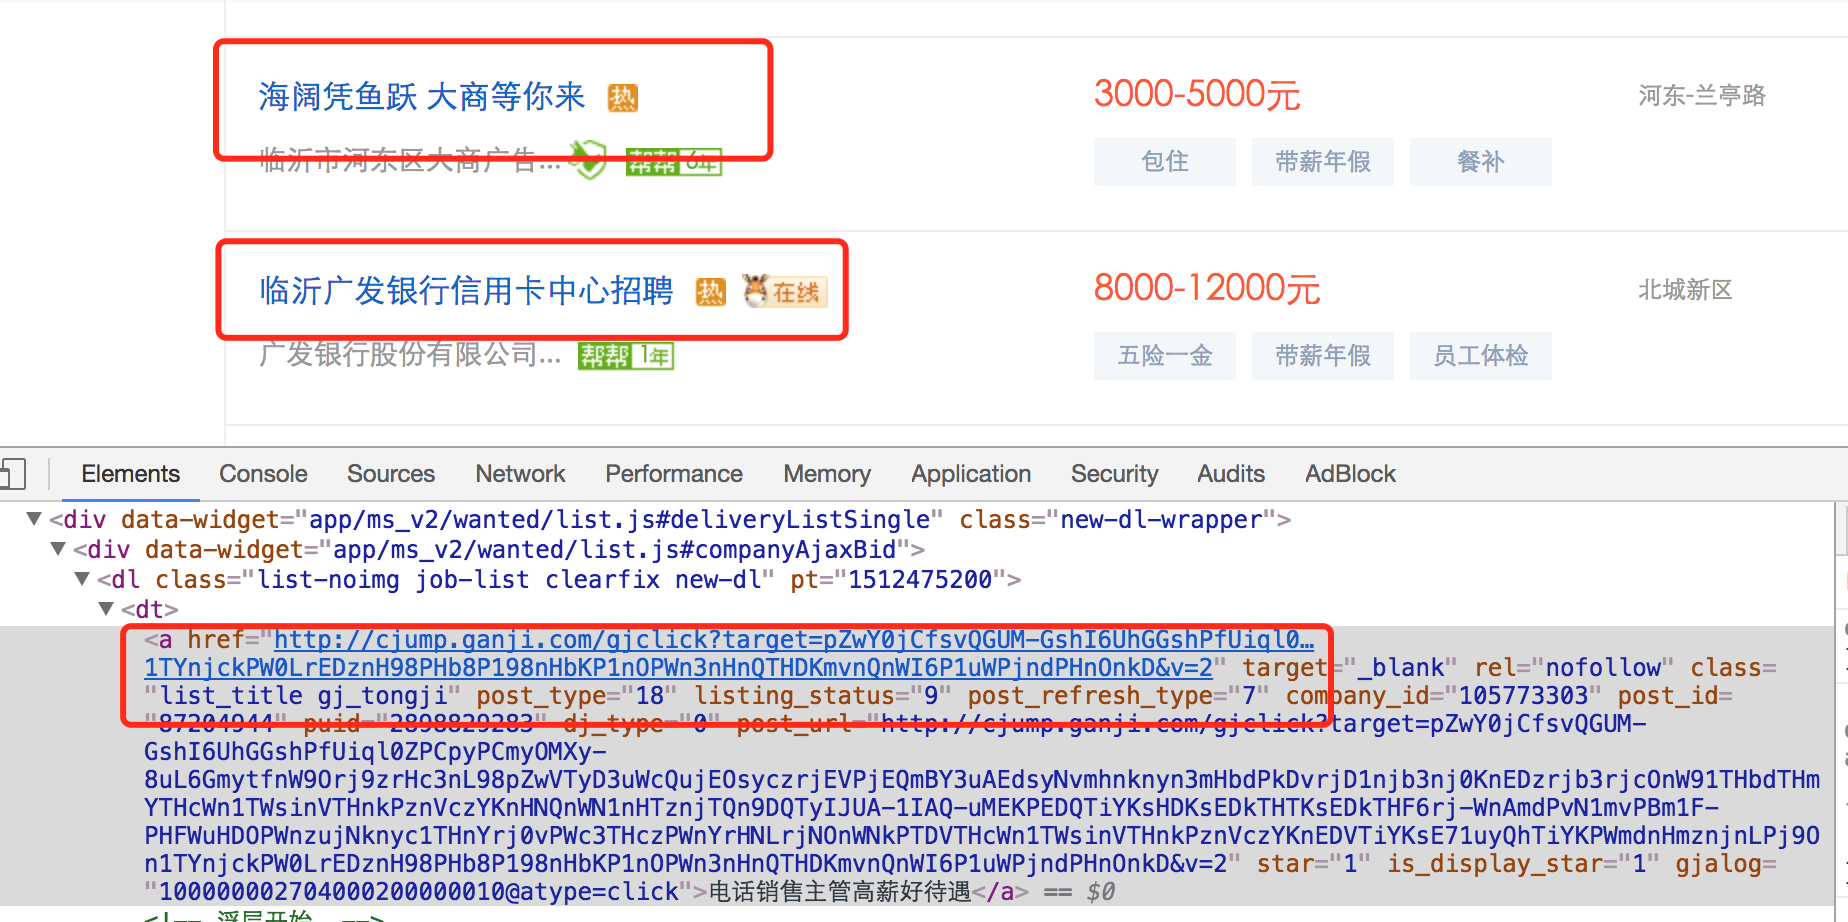 海阔凭鱼跃 大商等你来 热
3000-5000元
河东-兰亭路
临沂市河东区大商广告... 帮帮 6年
包住 带薪年假 餐补
临沂广发银行信用卡中心招聘 热 在线
8000-12000元
北城新区
广发银行股份有限公司... 帮帮 1年
五险一金 带薪年假 员工体检
Elements Console Sources Network Performance Memory Application Security Audits AdBlock
<div data-widget="app/ms_v2/wanted/list.js#deliveryListSingle" class="new-dl-wrapper">
<div data-widget="app/ms_v2/wanted/list.js#companyAjaxBid">
<dl class="list-noimg job-list clearfix new-dl" pt="1512475200">
<dt>
<a href="http://cjump.ganji.com/gjclick?target=pZwY0jCfsvQGUM-GshI6UhGGshPfUiql0…
1TYnjckPW0LrEDznH98PHb8P198nHbKP1nOPWn3nHnQTHDKmvnQnWI6P1uWPjndPHnOnkD&v=2" target="_blank" rel="nofollow" class=
"list_title gj_tongji" post_type="18" listing_status="9" post_refresh_type="7" company_id="105773303" post_id=
"87204944" puid="2898829283" dj_type="0" post_url="http://cjump.ganji.com/gjclick?target=pZwY0jCfsvQGUM-
GshI6UhGGshPfUiql0ZPCpyPCmyOMXy-
8uL6GmytfnW9Orj9zrHc3nL98pZwVTyD3uWcQujEOsyczrjEVPjEQmBY3uAEdsyNvmhnknyn3mHbdPkDvrjD1njb3nj0KnEDzrjb3rjcOnW91THbdTHm
YTHcWn1TWsinVTHnkPznVczYKnHNQnWN1nHTznjTQn9DQTyIJUA-1IAQ-uMEKPEDQTiYKsHDKsEDkTHTKsEDkTHF6rj-WnAmdPvN1mvPBm1F-
PHFWuHDOPWnzujNknyc1THnYrj0vPWc3THczPWnYrHNLrjNOnWNkPTDVTHcWn1TWsinVTHnkPznVczYKnEDVTiYKsE71uyQhTiYKPWmdnHmznjnLPj9O
n1TYnjckPW0LrEDznH98PHb8P198nHbKP1nOPWn3nHnQTHDKmvnQnWI6P1uWPjndPHnOnkD&v=2" star="1" is_display_star="1" gjalog=
"100000002704000200000010@atype=click">电话销售主管高薪好待遇</a> == $0
<!-- 浮层开始 -->